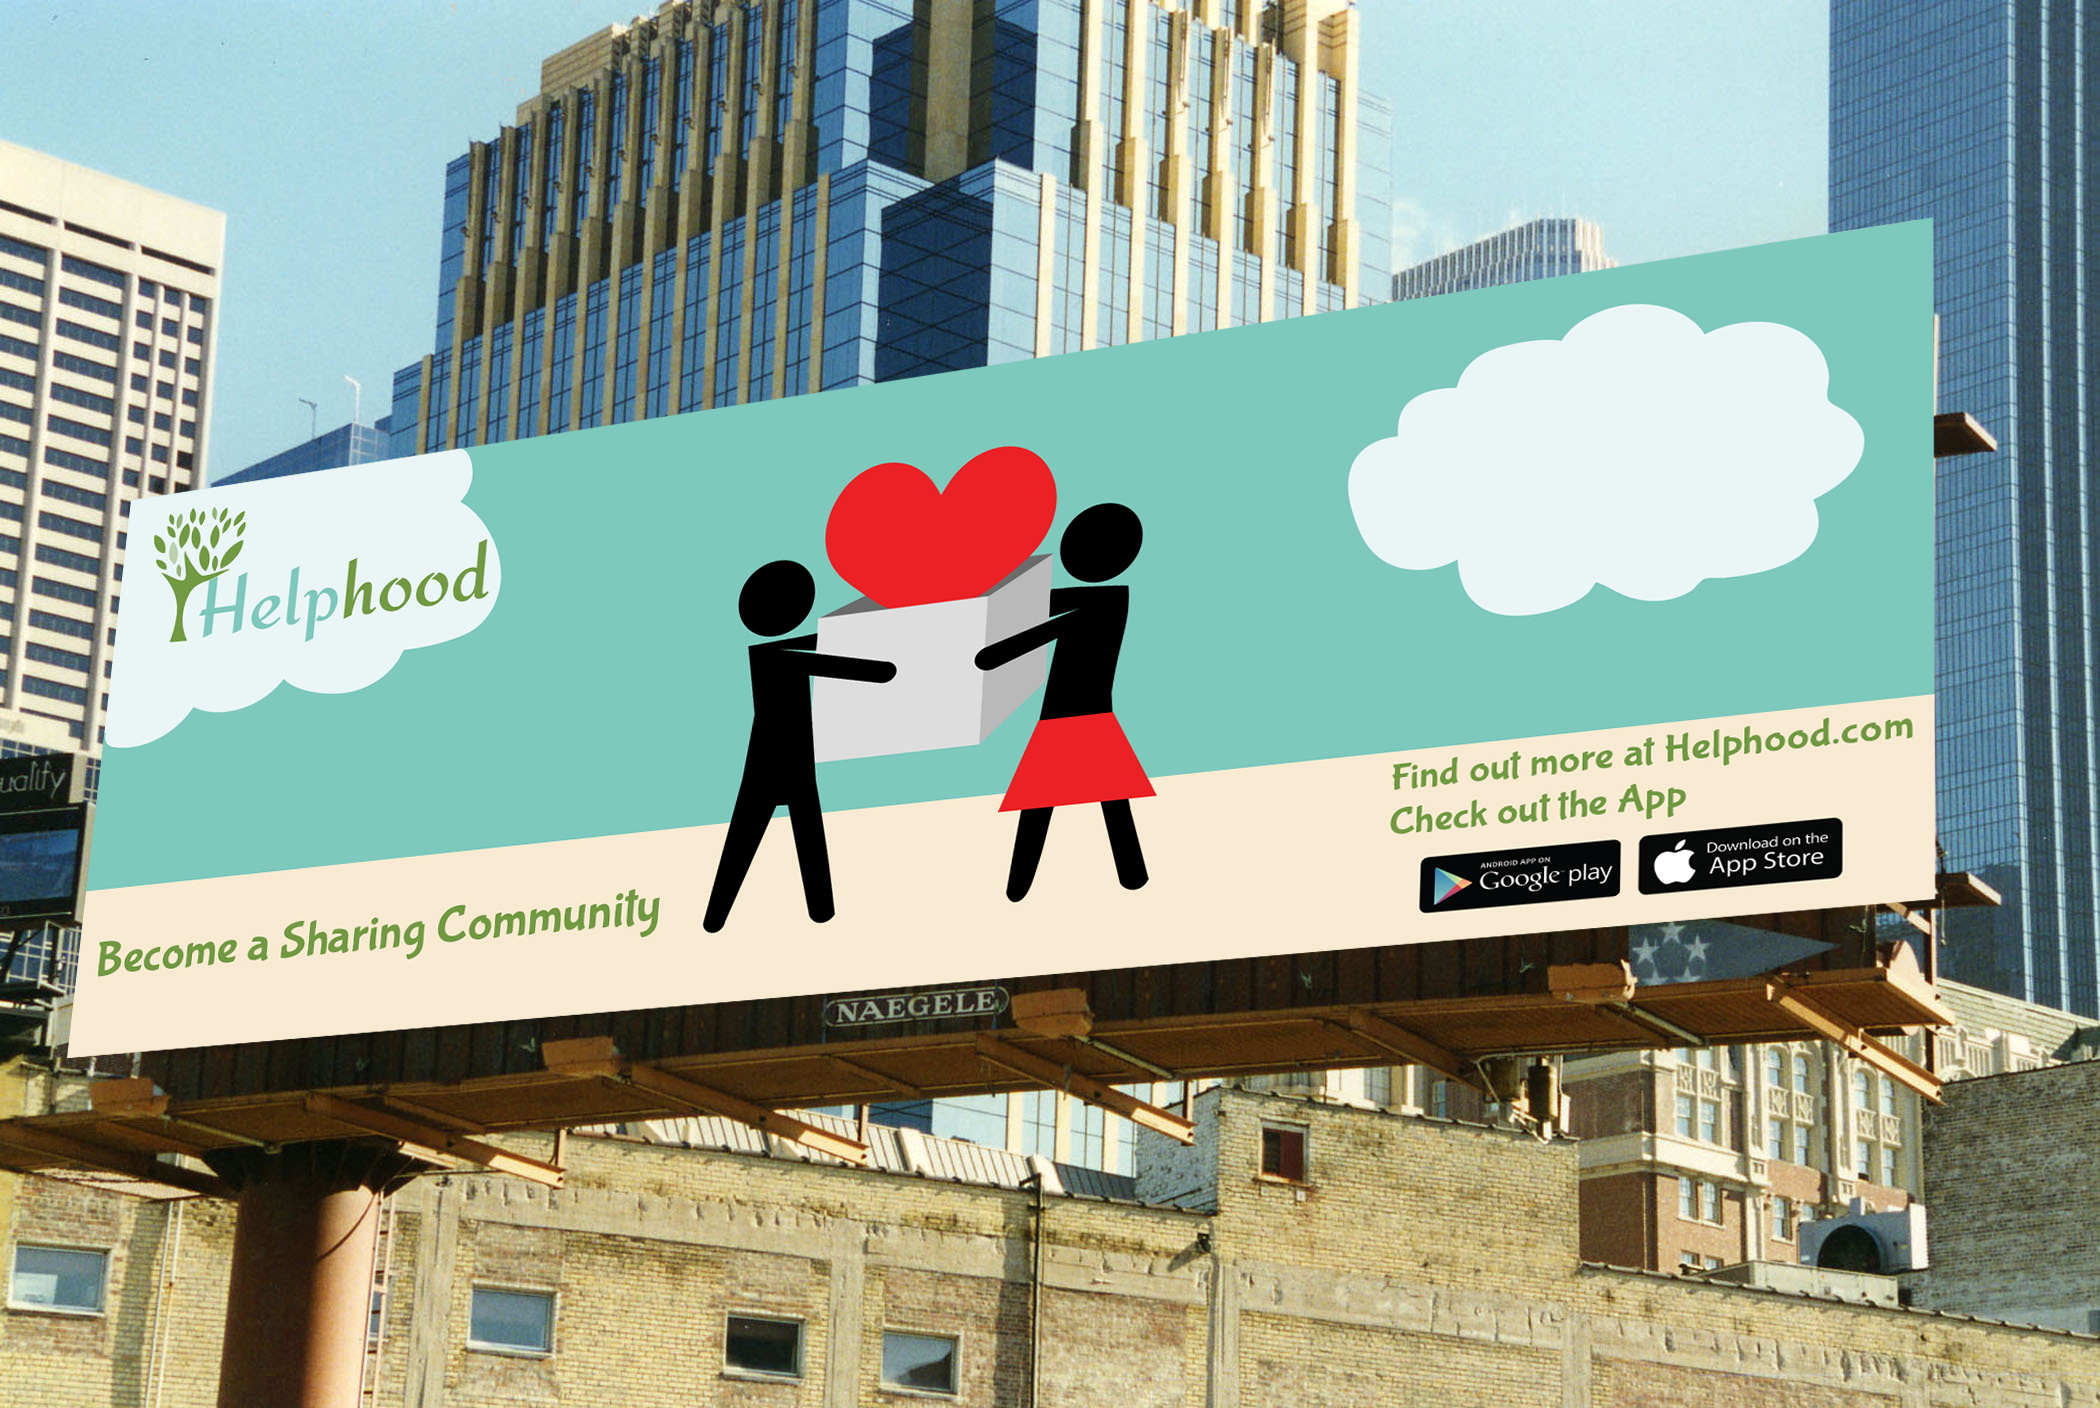 Helphood
Become a Sharing Community
Find out more at Helphood.com
Check out the App
ANDROID APP ON
Google play
Download on the
App Store
NAEGELE